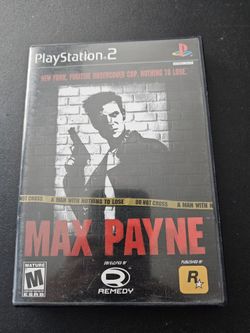 PlayStation 2
NEW YORK. FUGITIVE UNDERCOVER COP. NOTHING TO LOSE.
NOT CROSS · A MAN WITH NOTHING TO LOSE · DO NOT CROSS · A MAN WITH
MAX PAYNE
MATURE
M
ESRB
DEVELOPED BY
REMEDY
PUBLISHED BY
R